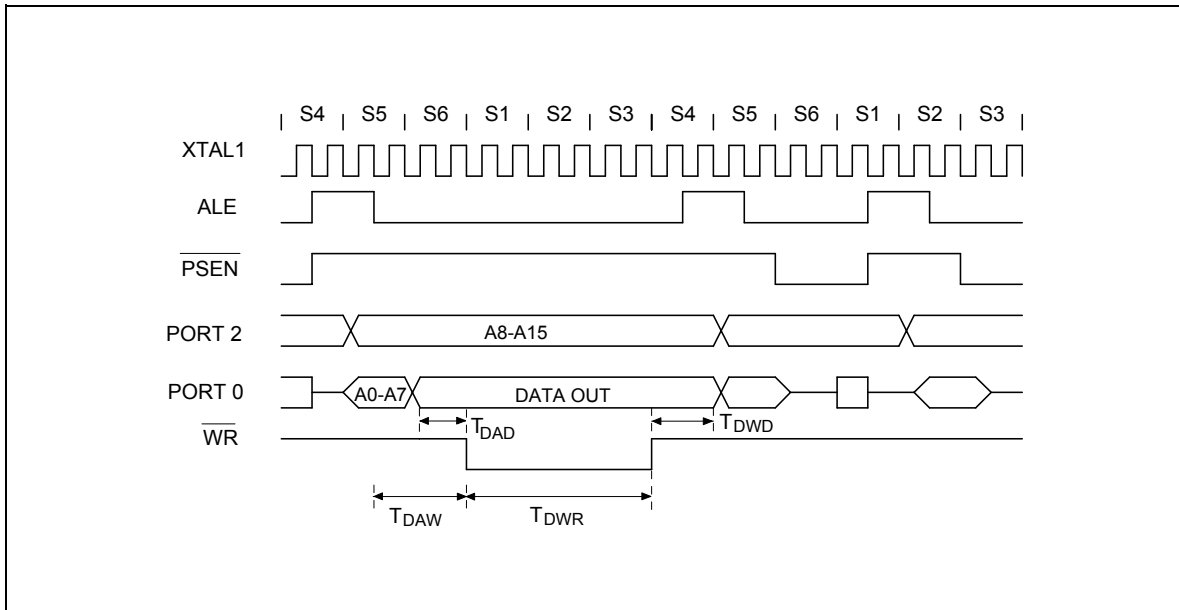 S4 S5 S6 S1 S2 S3 S4 S5 S6 S1 S2 S3
XTAL1
ALE
PSEN
PORT 2 A8-A15
PORT 0 A0-A7 DATA OUT
TDAD TDWD
WR
TDAW TDWR